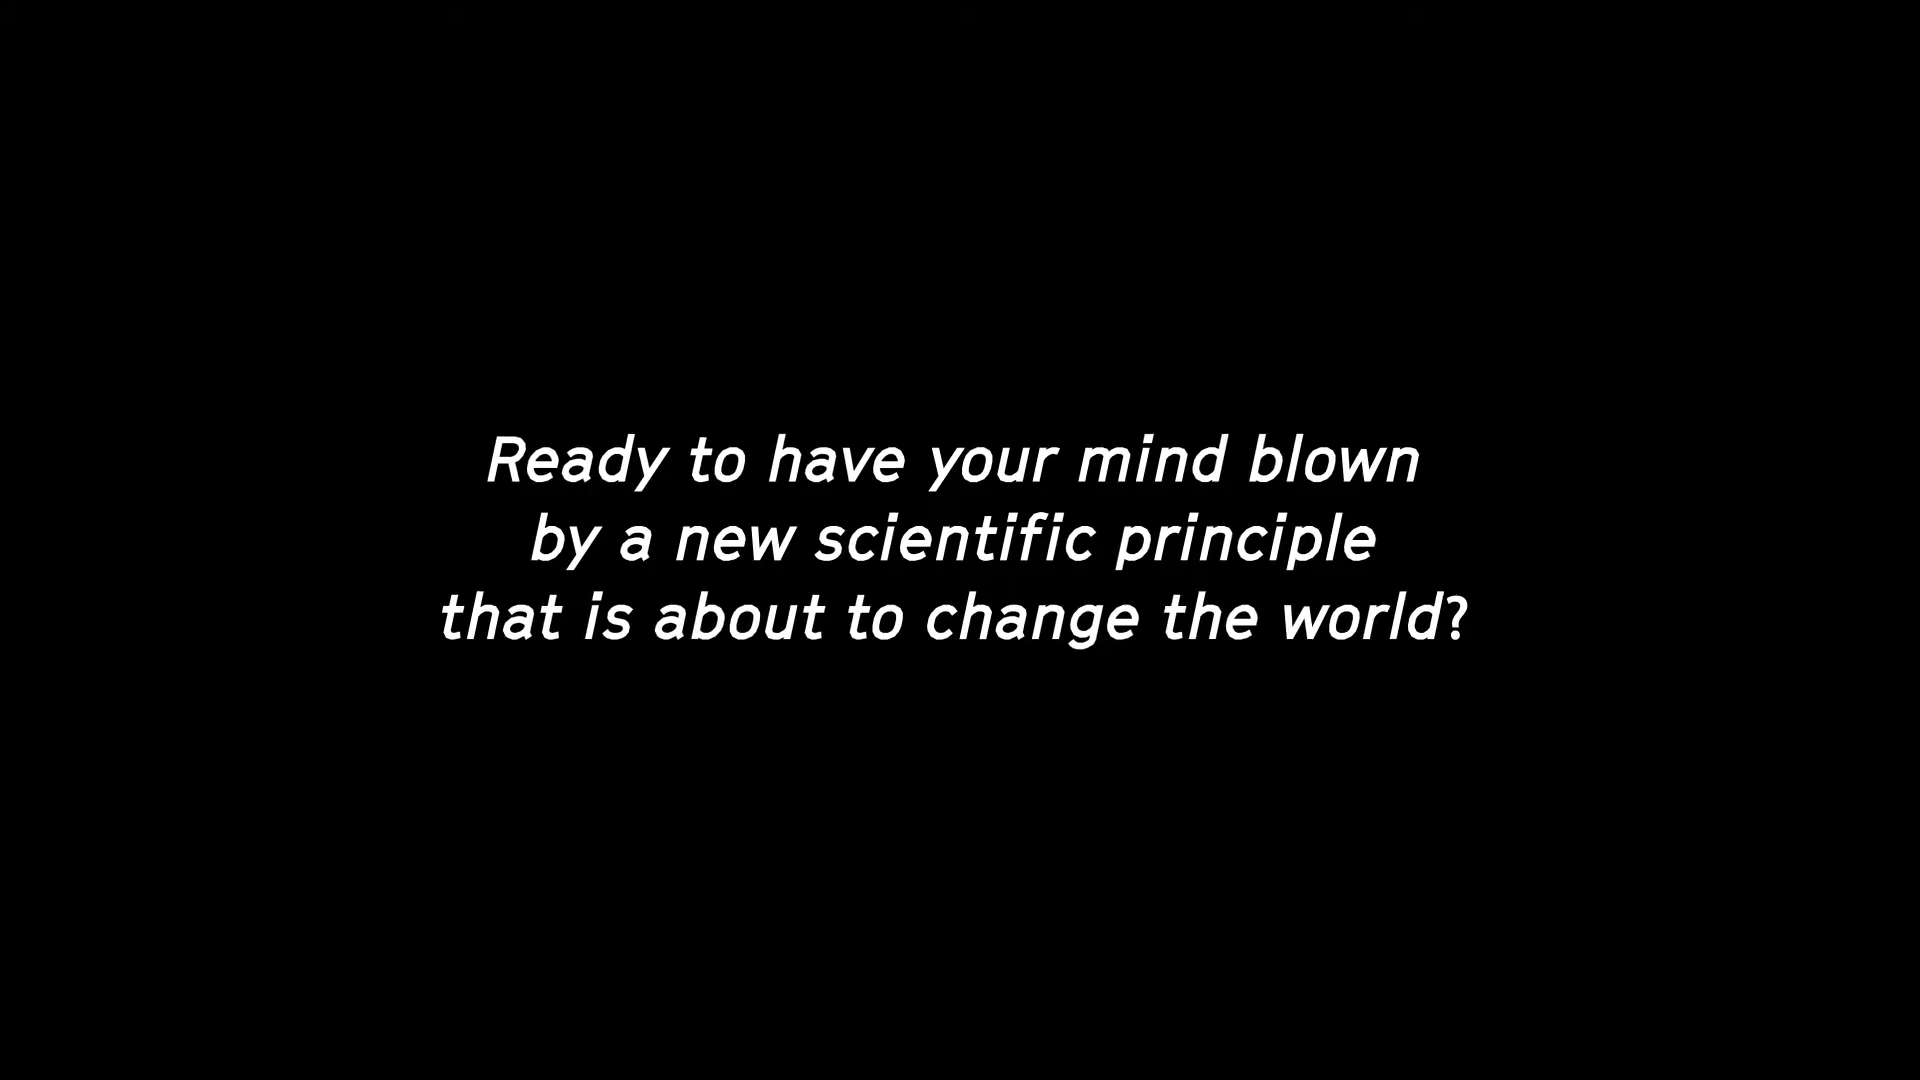 Ready to have your mind blown
by a new scientific principle
that is about to change the world?